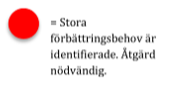 = Stora
förbättringsbehov är
identifierade. Åtgärd
nödvändig.